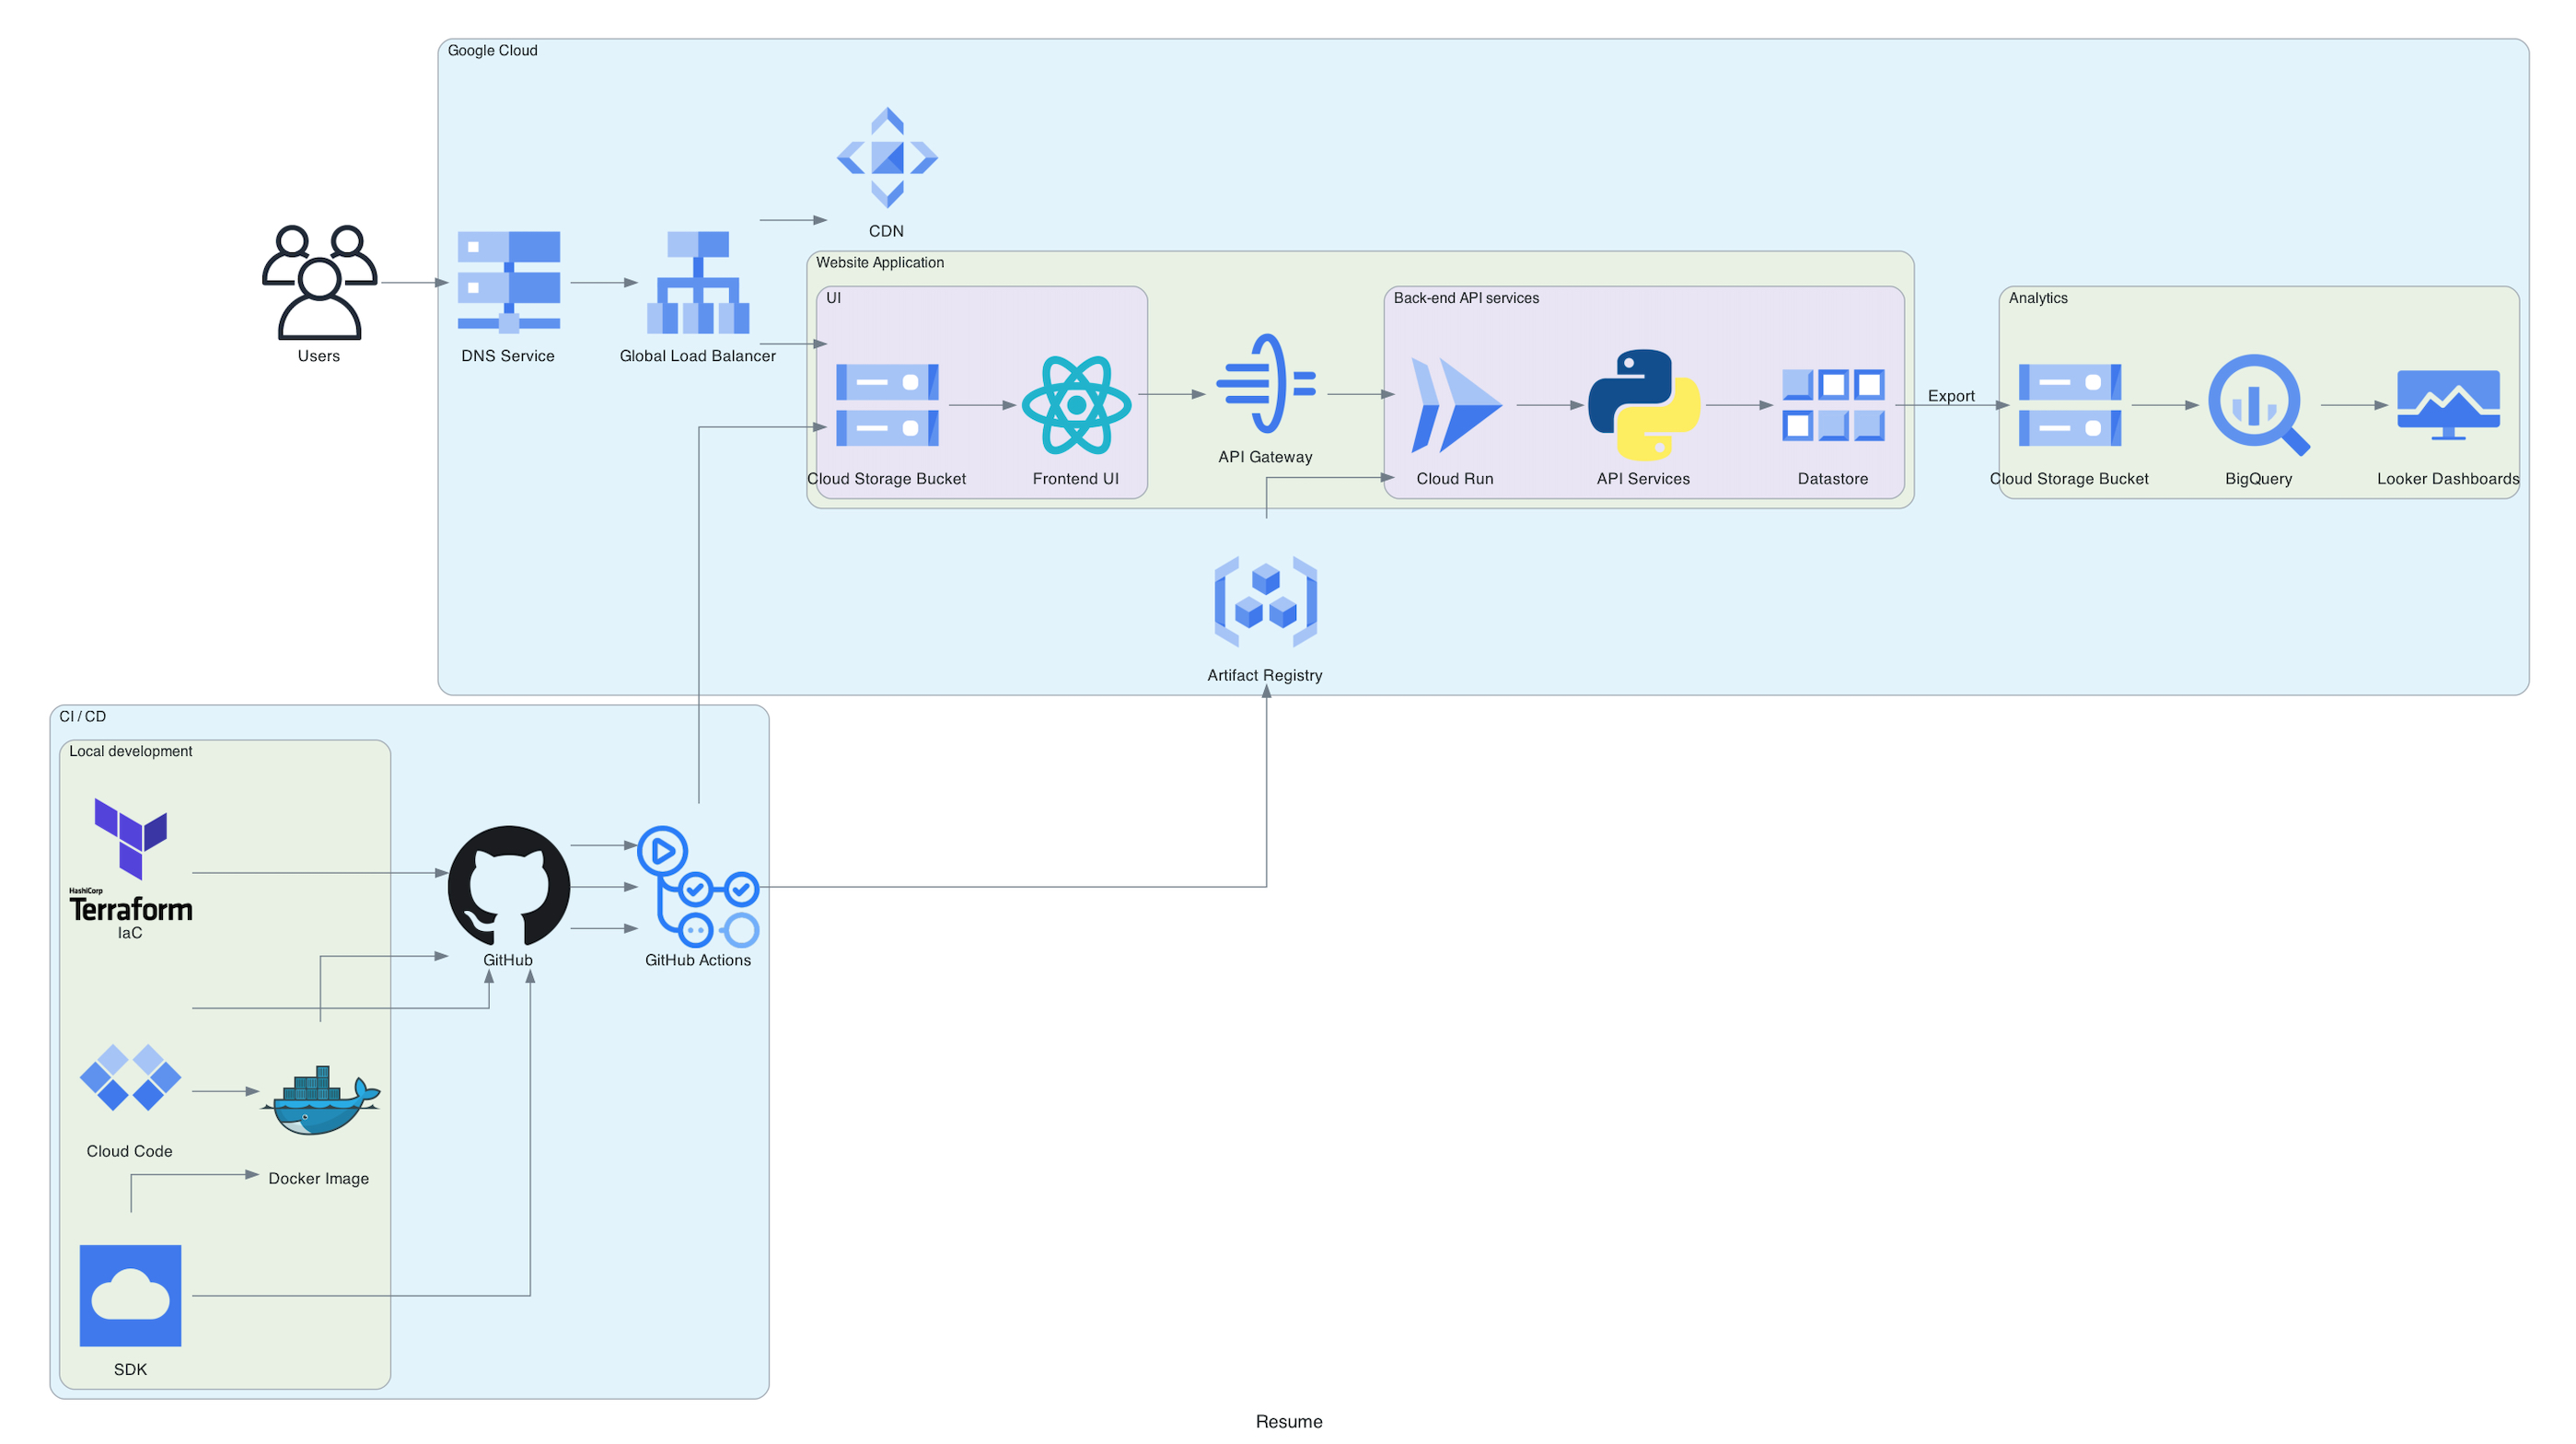 Google Cloud
CDN
Users
DNS Service
Global Load Balancer
Website Application
UI
Cloud Storage Bucket
Frontend UI
API Gateway
Back-end API services
Cloud Run
API Services
Datastore
Export
Analytics
Cloud Storage Bucket
BigQuery
Looker Dashboards
Artifact Registry
CI / CD
Local development
HashiCorp
Terraform
IaC
GitHub
GitHub Actions
Cloud Code
Docker Image
SDK
Resume